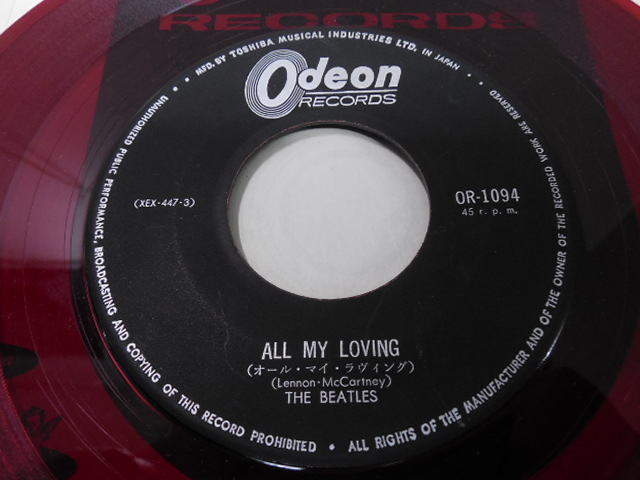 RECORDS
MFD. BY TOSHIBA MUSICAL INDUSTRIES LTD. IN JAPAN
Odeon
RECORDS
(XEX-447-3)
OR-1094
45 r. p. m.
ALL MY LOVING
(オール・マイ・ラヴィング)
(Lennon-McCartney)
THE BEATLES
UNAUTHORIZED PUBLIC PERFORMANCE, BROADCASTING AND COPYING OF THIS RECORD PROHIBITED • ALL RIGHTS OF THE MANUFACTURER AND OF THE OWNER OF THE RECORDED WORK ARE RESERVED